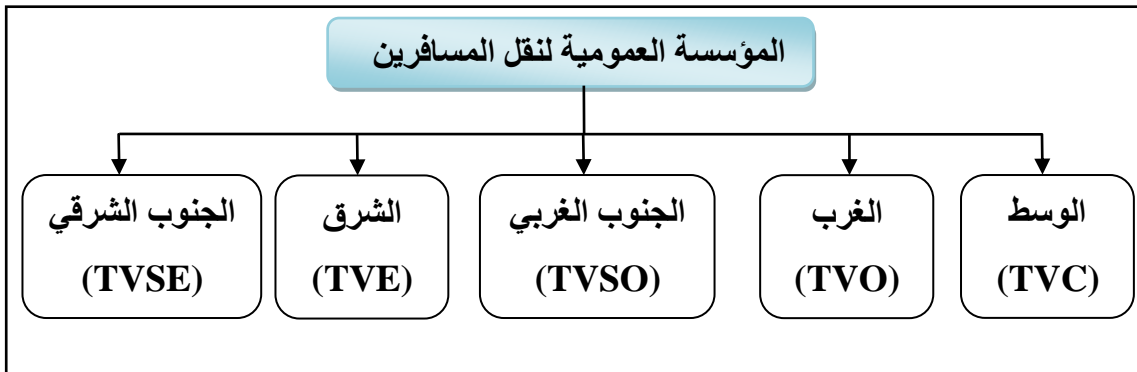 المؤسسة العمومية لنقل المسافرين
الوسط
(TVC)
الغرب
(TVO)
الجنوب الغربي
(TVSO)
الشرق
(TVE)
الجنوب الشرقي
(TVSE)